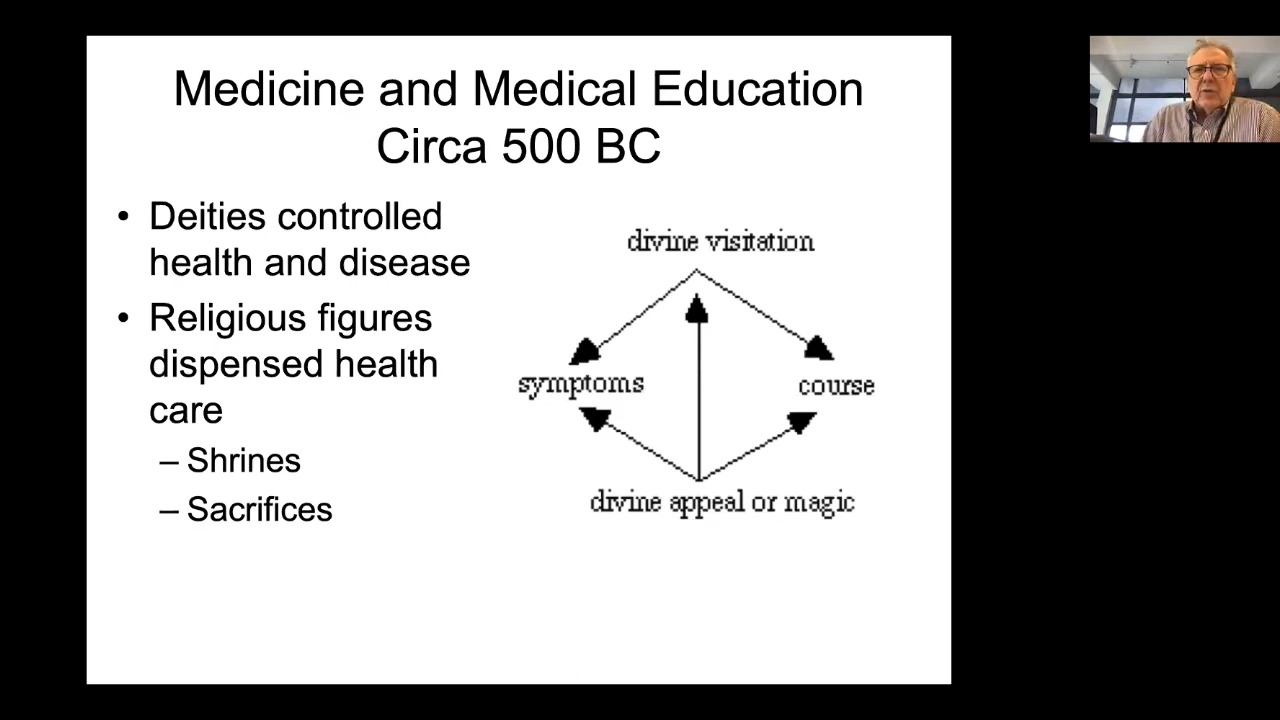 Medicine and Medical Education
Circa 500 BC
• Deities controlled
health and disease
• Religious figures
dispensed health
care
– Shrines
– Sacrifices
divine visitation
symptoms
course
divine appeal or magic